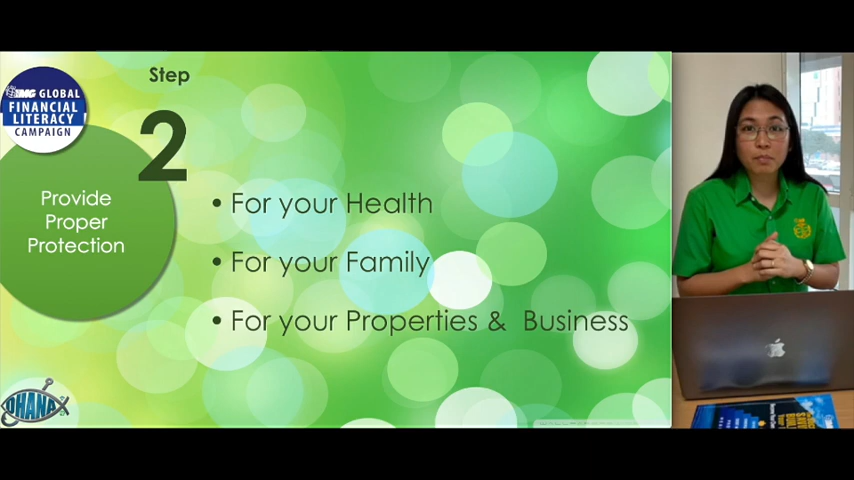 Step
2
IMG GLOBAL
FINANCIAL
LITERACY
CAMPAIGN
Provide
Proper
Protection
• For your Health
• For your Family
• For your Properties & Business
OHANA